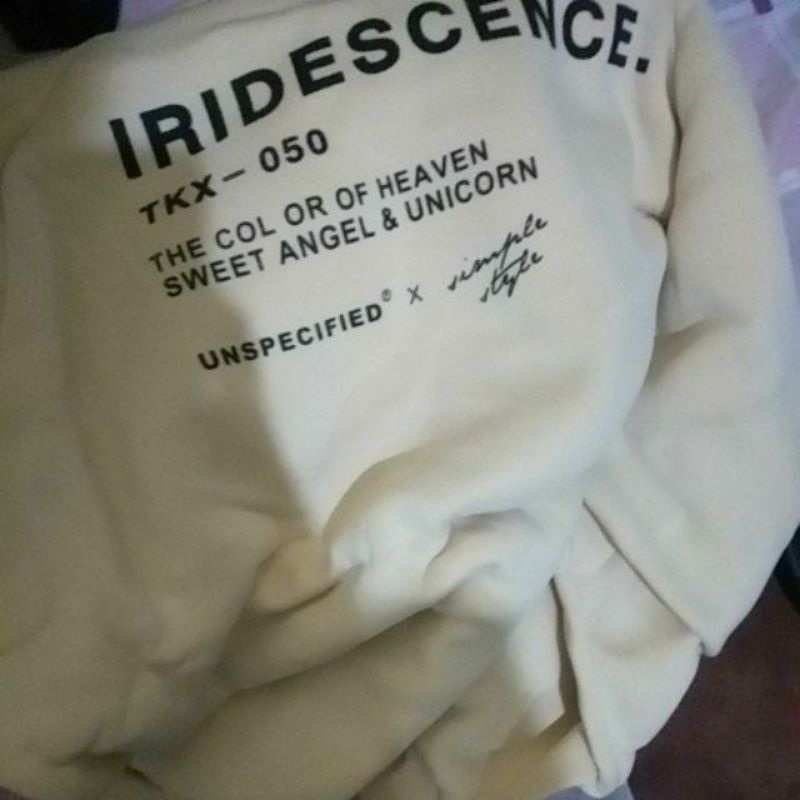 IRIDESCENCE.
TKX — 050
THE COL OR OF HEAVEN
SWEET ANGEL & UNICORN
UNSPECIFIED® X simple
style